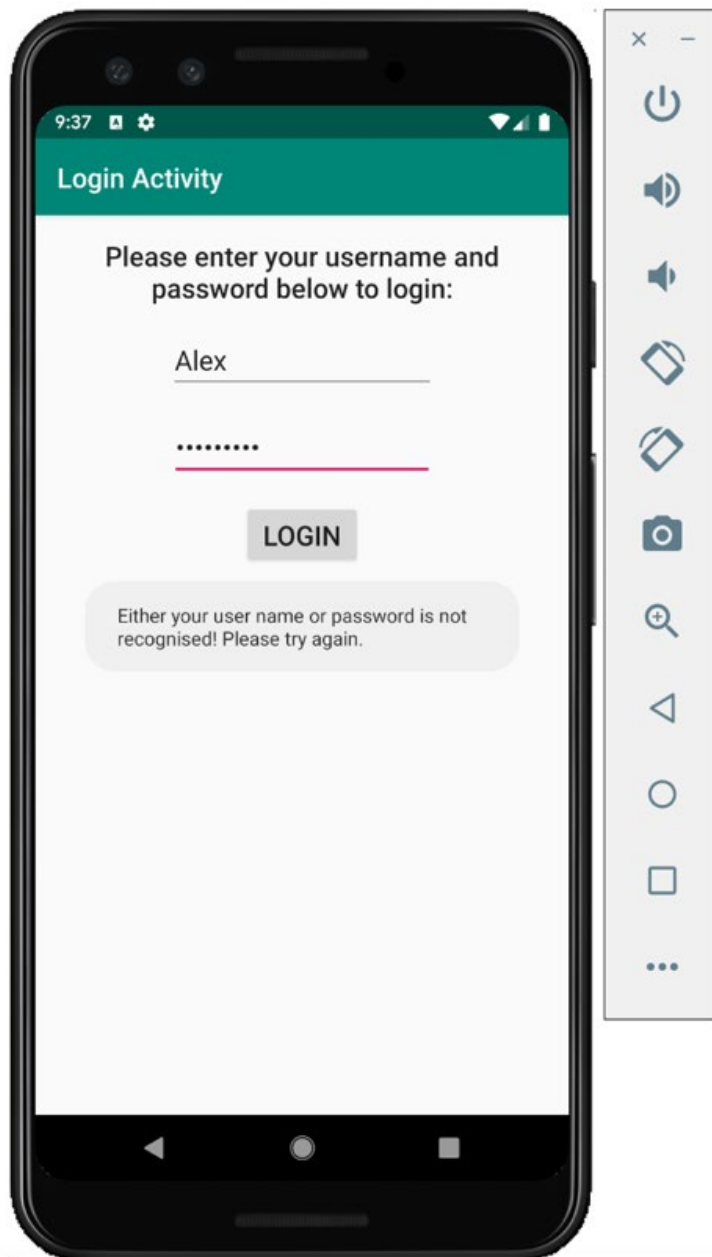 9:37
Login Activity
Please enter your username and
password below to login:
Alex
•••••••••
LOGIN
Either your user name or password is not
recognised! Please try again.